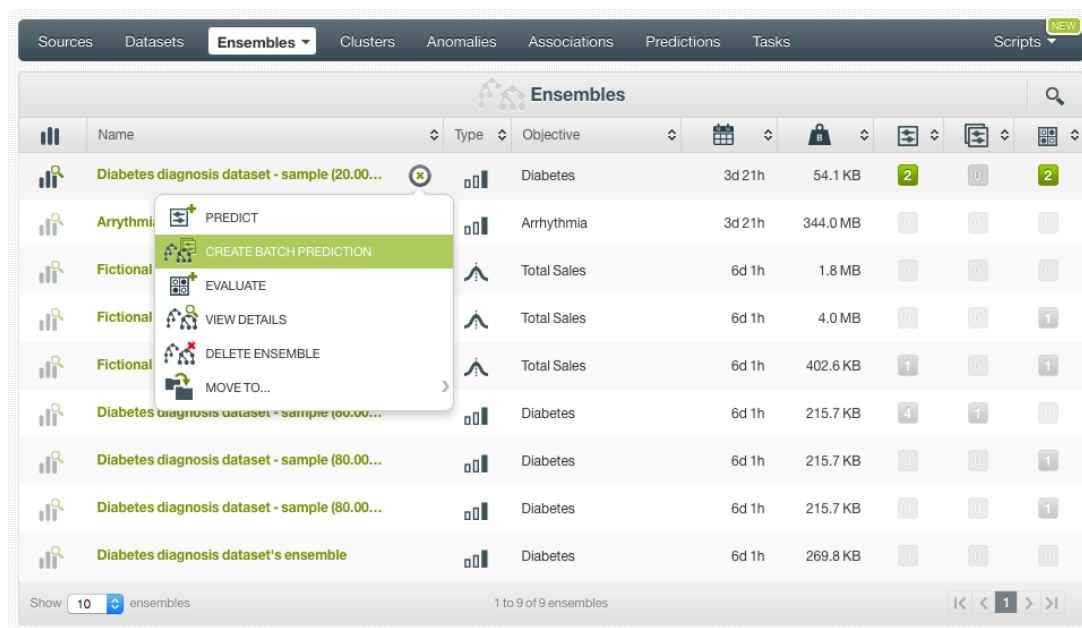 Sources Datasets Ensembles Clusters Anomalies Associations Predictions Tasks Scripts NEW
Ensembles
Name Type Objective
Diabetes diagnosis dataset - sample (20.00... Diabetes 3d 21h 54.1 KB 2 0 2
Arrythmi Arrhythmia 3d 21h 344.0 MB 0 0 0
Fictional Total Sales 6d 1h 1.8 MB 0 0 0
Fictional Total Sales 6d 1h 4.0 MB 0 0 1
Fictional Total Sales 6d 1h 402.6 KB 1 0 1
Diabetes diagnosis dataset - sample (80.00... Diabetes 6d 1h 215.7 KB 4 1 0
Diabetes diagnosis dataset - sample (80.00... Diabetes 6d 1h 215.7 KB 0 0 1
Diabetes diagnosis dataset - sample (80.00... Diabetes 6d 1h 215.7 KB 0 0 1
Diabetes diagnosis dataset's ensemble Diabetes 6d 1h 269.8 KB 0 0 0
PREDICT
CREATE BATCH PREDICTION
EVALUATE
VIEW DETAILS
DELETE ENSEMBLE
MOVE TO...
Show 10 ensembles 1 to 9 of 9 ensembles 1